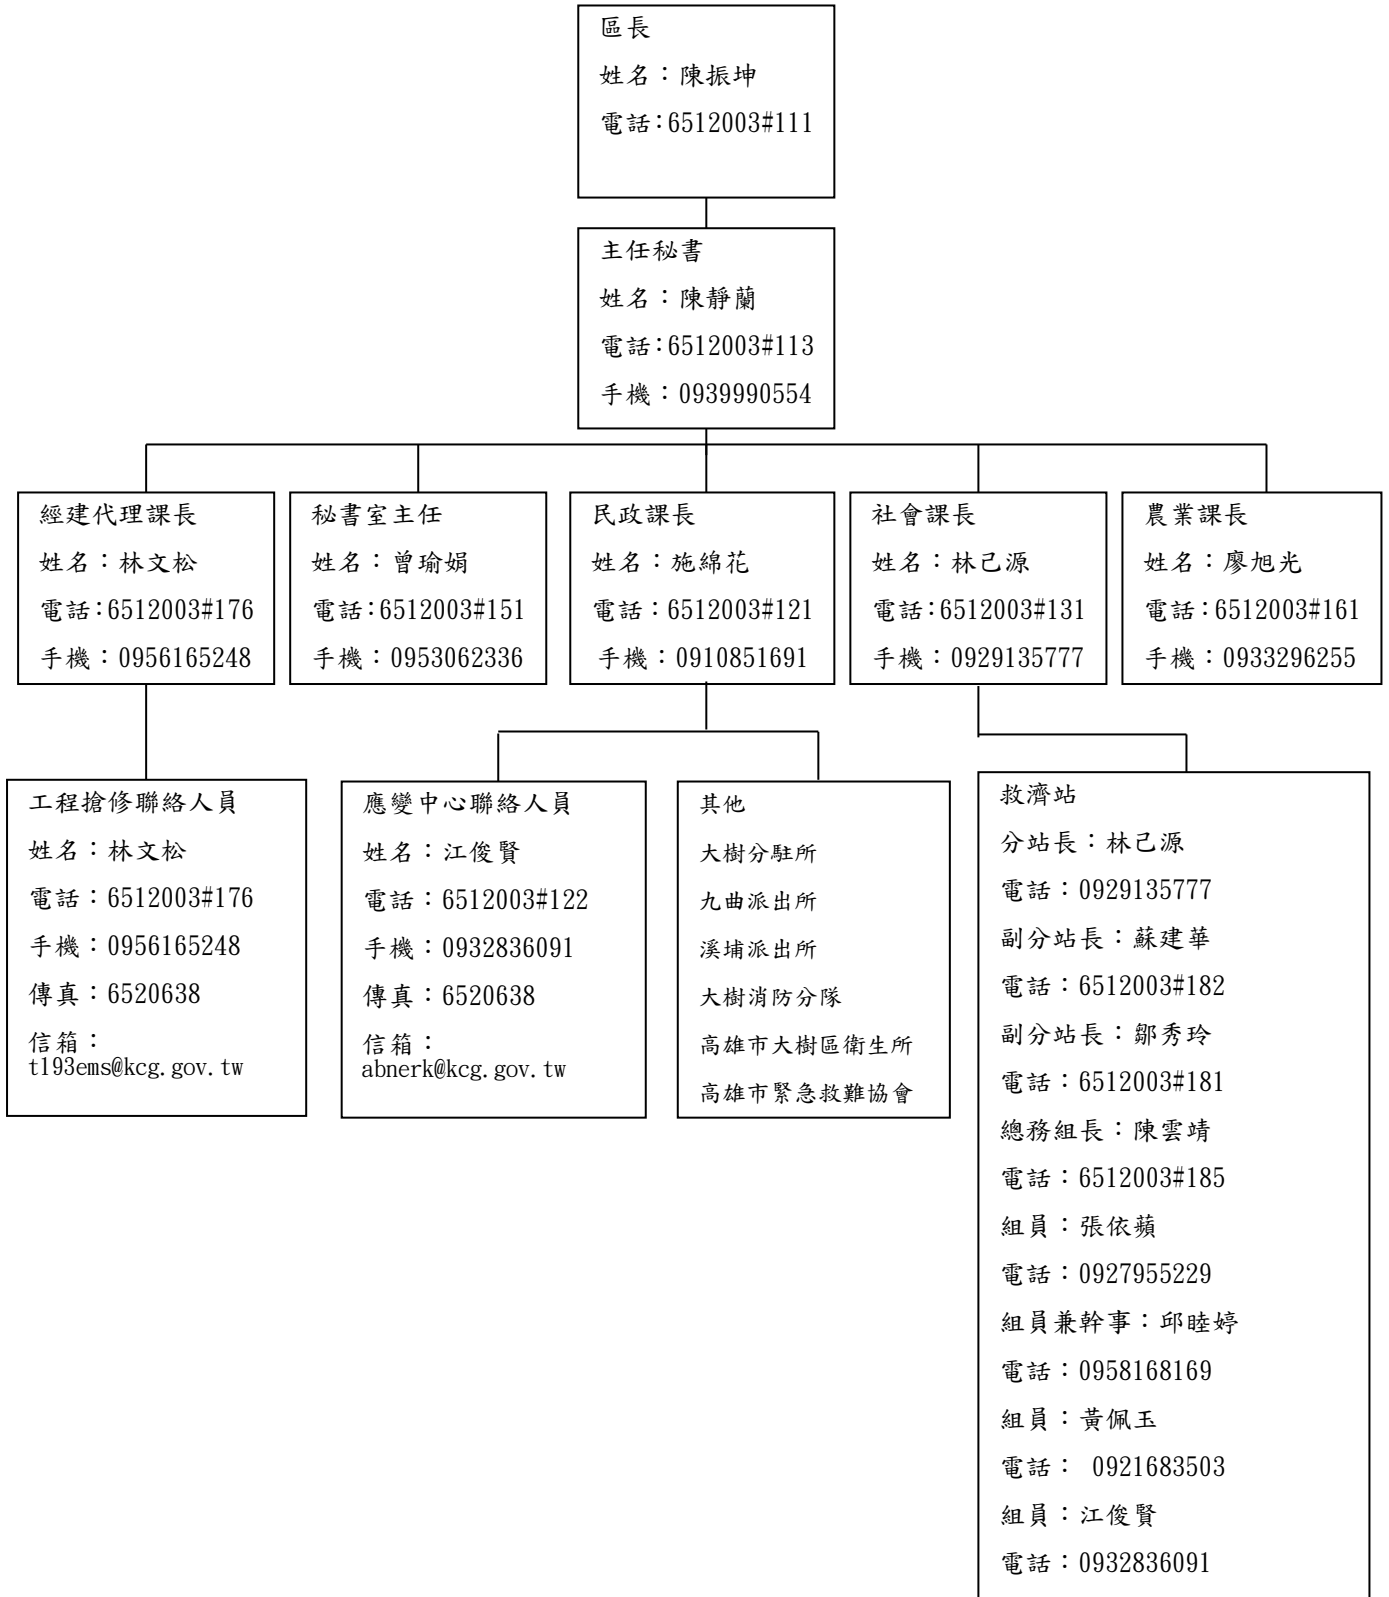 區長
姓名：陳振坤
電話：6512003#111
主任秘書
姓名：陳靜蘭
電話：6512003#113
手機：0939990554
經建代理課長
姓名：林文松
電話：6512003#176
手機：0956165248
秘書室主任
姓名：曾瑜娟
電話：6512003#151
手機：0953062336
民政課長
姓名：施綿花
電話：6512003#121
手機：0910851691
社會課長
姓名：林己源
電話：6512003#131
手機：0929135777
農業課長
姓名：廖旭光
電話：6512003#161
手機：0933296255
工程搶修聯絡人員
姓名：林文松
電話：6512003#176
手機：0956165248
傳真：6520638
信箱：
t193ems@kcg.gov.tw
應變中心聯絡人員
姓名：江俊賢
電話：6512003#122
手機：0932836091
傳真：6520638
信箱：
abnerk@kcg.gov.tw
其他
大樹分駐所
九曲派出所
溪埔派出所
大樹消防分隊
高雄市大樹區衛生所
高雄市緊急救難協會
救濟站
分站長：林己源
電話：0929135777
副分站長：蘇建華
電話：6512003#182
副分站長：鄒秀玲
電話：6512003#181
總務組長：陳雲靖
電話：6512003#185
組員：張依蘋
電話：0927955229
組員兼幹事：邱睦婷
電話：0958168169
組員：黃佩玉
電話： 0921683503
組員：江俊賢
電話：0932836091